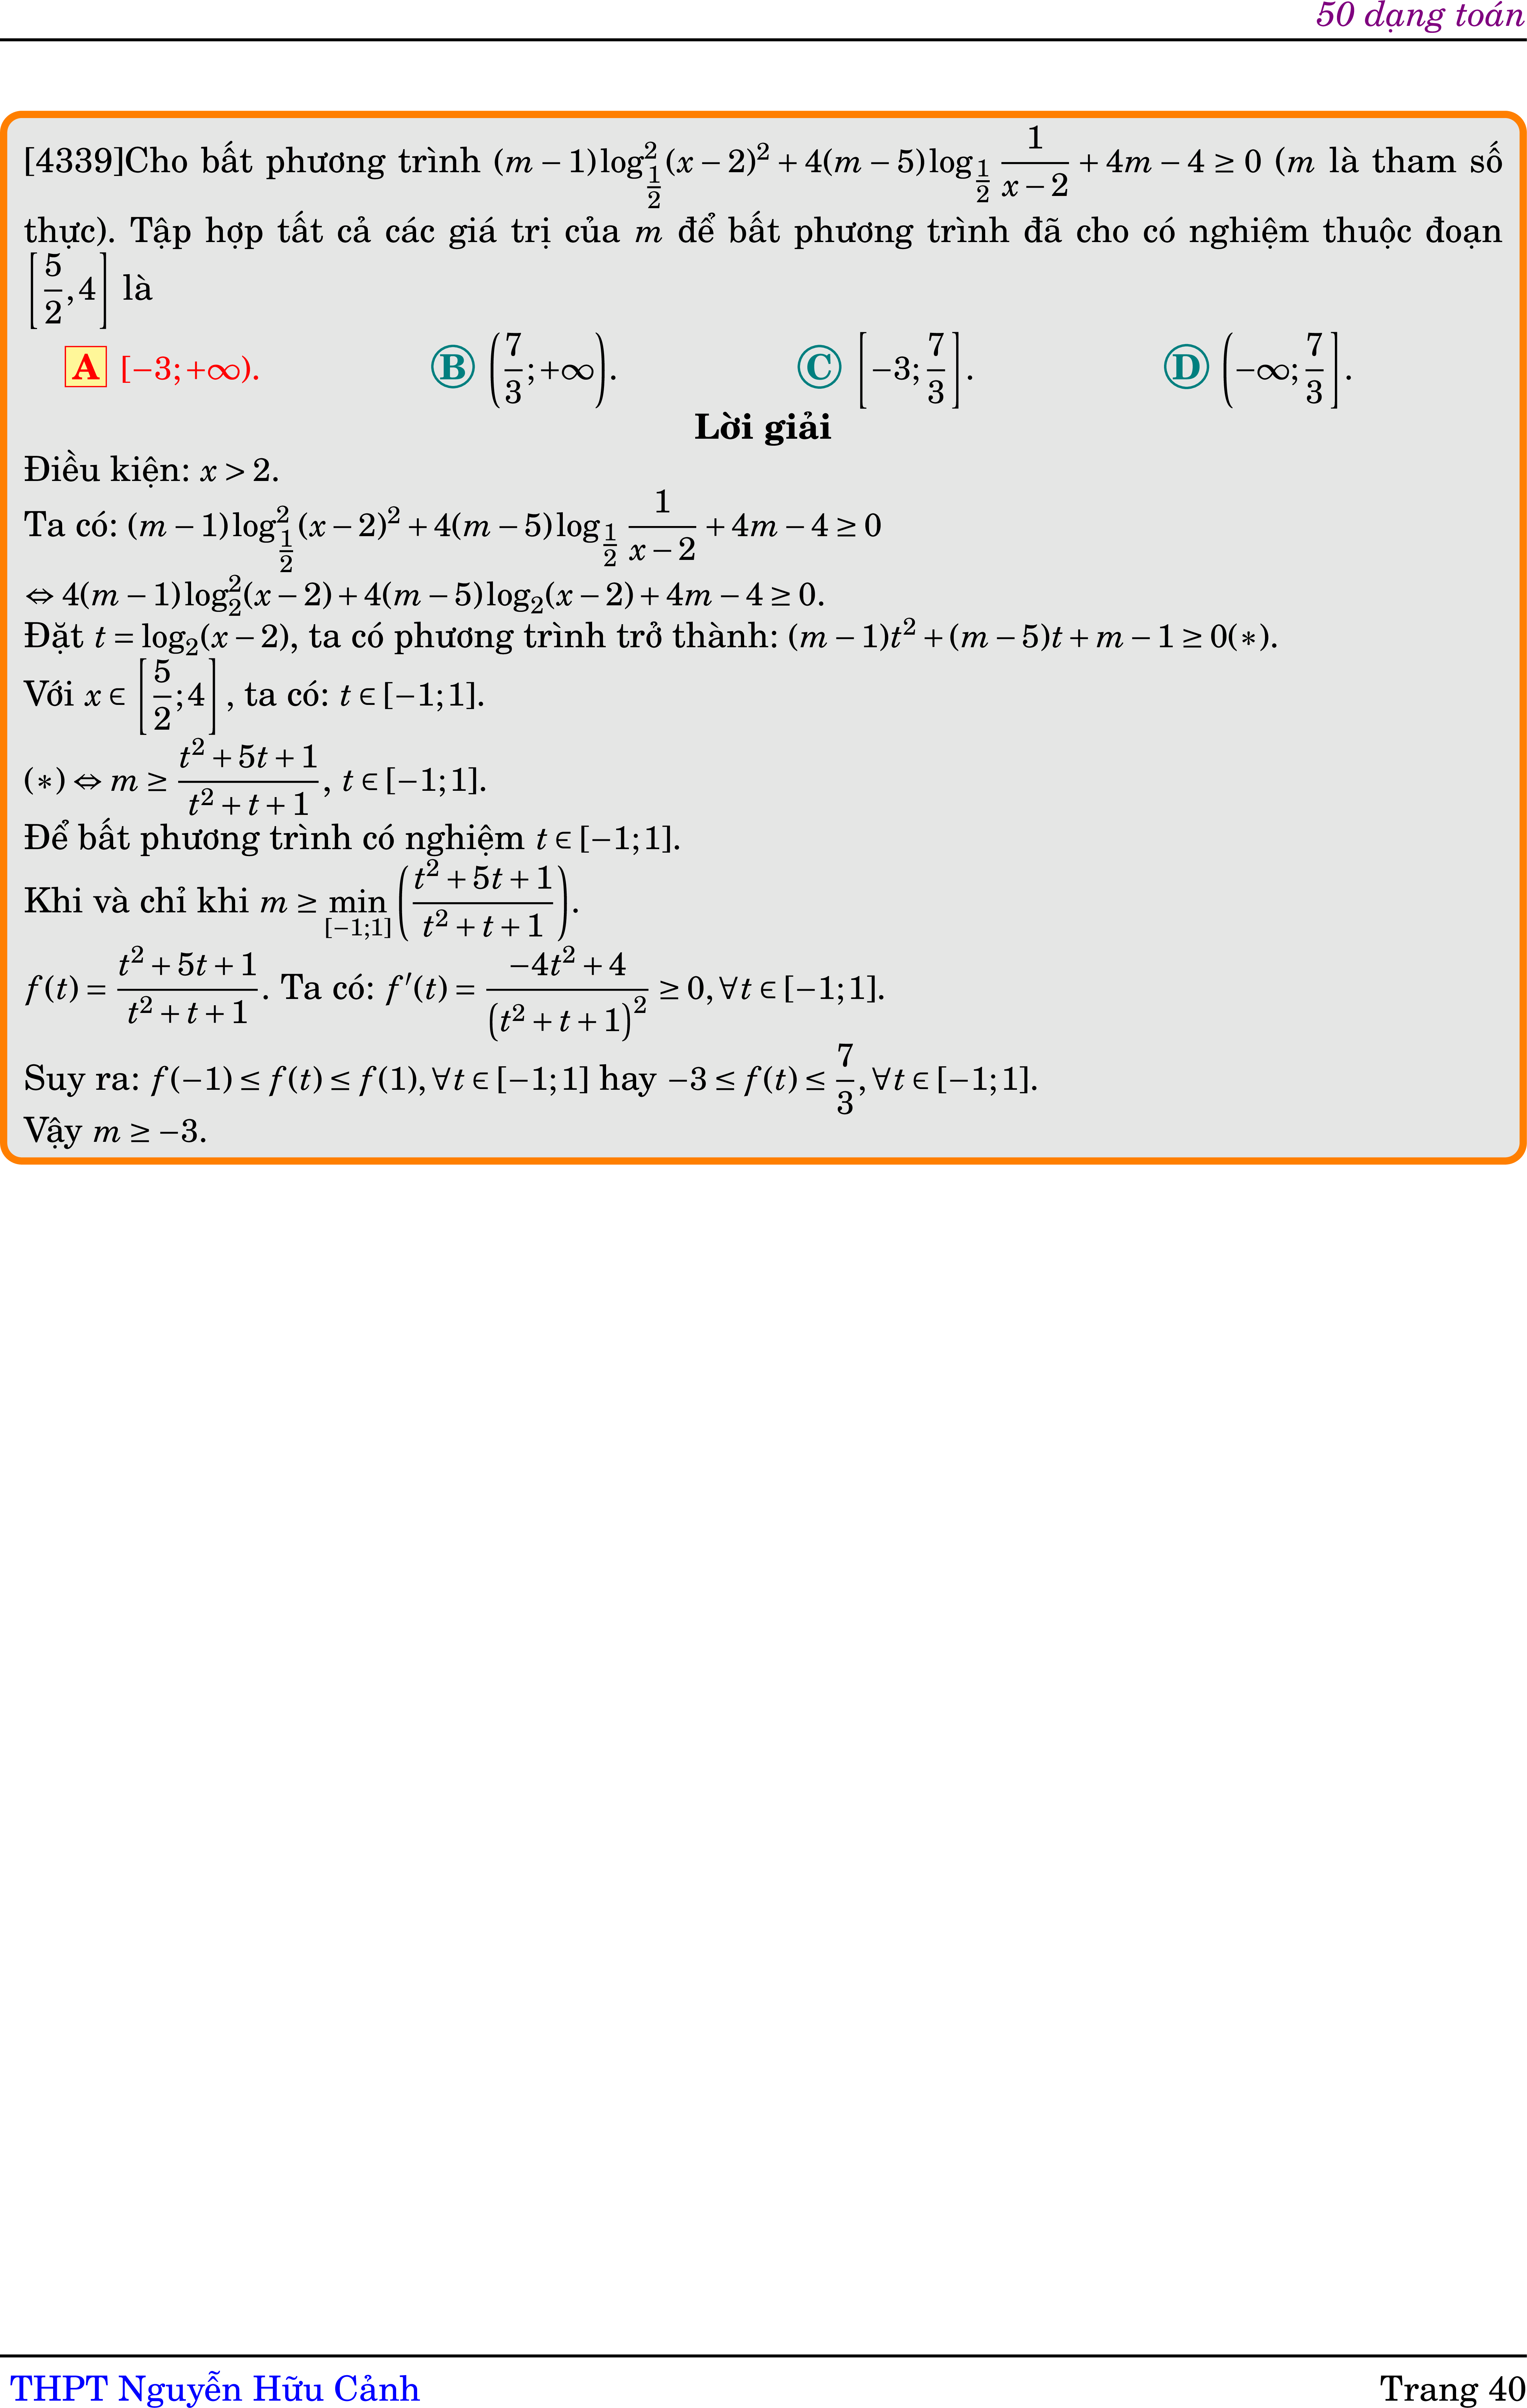 50 dạng toán
[4339]Cho bất phương trình $(m-1)\log^2_{\frac{1}{2}}(x-2)^2+4(m-5)\log_{\frac{1}{2}}\frac{1}{x-2}+4m-4\geq 0$ ($m$ là tham số
thực). Tập hợp tất cả các giá trị của $m$ để bất phương trình đã cho có nghiệm thuộc đoạn
$\left[\frac{5}{2},4\right]$ là
A $[-3;+\infty)$. B $\left(\frac{7}{3};+\infty\right)$. C $\left[-3;\frac{7}{3}\right]$. D $\left(-\infty;\frac{7}{3}\right]$.
Lời giải
Điều kiện: $x>2$.
Ta có: $(m-1)\log^2_{\frac{1}{2}}(x-2)^2+4(m-5)\log_{\frac{1}{2}}\frac{1}{x-2}+4m-4\geq 0$
$\Leftrightarrow 4(m-1)\log_2^2(x-2)+4(m-5)\log_2(x-2)+4m-4\geq 0$.
Đặt $t=\log_2(x-2)$, ta có phương trình trở thành: $(m-1)t^2+(m-5)t+m-1\geq 0(*)$.
Với $x\in\left[\frac{5}{2};4\right]$, ta có: $t\in[-1;1]$.
$(*)\Leftrightarrow m\geq\frac{t^2+5t+1}{t^2+t+1}$, $t\in[-1;1]$.
Để bất phương trình có nghiệm $t\in[-1;1]$.
Khi và chỉ khi $m\geq\min_{[-1;1]}\left(\frac{t^2+5t+1}{t^2+t+1}\right)$.
$f(t)=\frac{t^2+5t+1}{t^2+t+1}$. Ta có: $f'(t)=\frac{-4t^2+4}{\left(t^2+t+1\right)^2}\geq 0,\forall t\in[-1;1]$.
Suy ra: $f(-1)\leq f(t)\leq f(1),\forall t\in[-1;1]$ hay $-3\leq f(t)\leq\frac{7}{3},\forall t\in[-1;1]$.
Vậy $m\geq -3$.
THPT Nguyễn Hữu Cảnh Trang 40